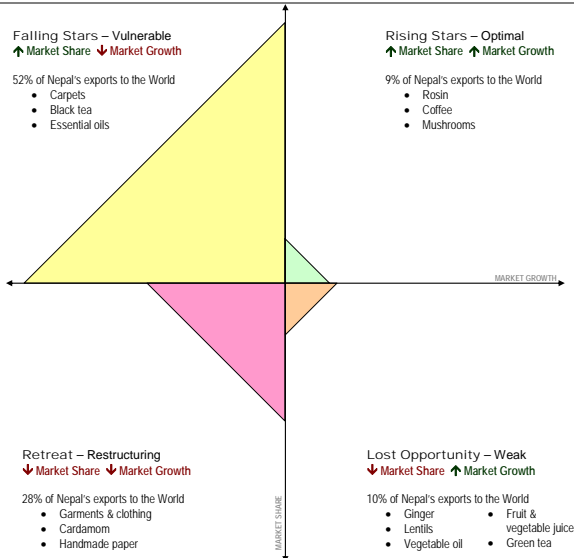 Falling Stars – Vulnerable
Market Share Market Growth
52% of Nepal's exports to the World
• Carpets
• Black tea
• Essential oils
Rising Stars – Optimal
Market Share Market Growth
9% of Nepal's exports to the World
• Rosin
• Coffee
• Mushrooms
MARKET GROWTH
Retreat – Restructuring
Market Share Market Growth
28% of Nepal's exports to the World
• Garments & clothing
• Cardamom
• Handmade paper
MARKET SHARE
Lost Opportunity – Weak
Market Share Market Growth
10% of Nepal's exports to the World
• Ginger
• Lentils
• Vegetable oil
• Fruit &
vegetable juice
• Green tea